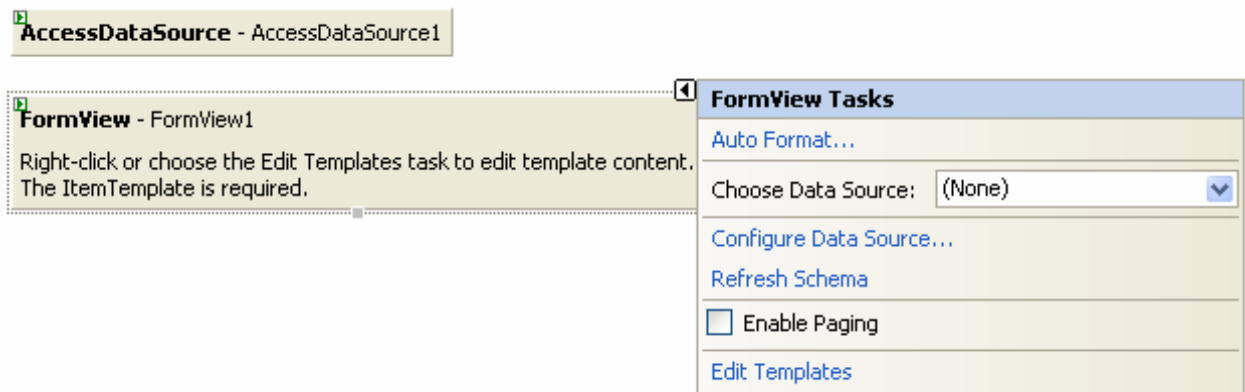 AccessDataSource - AccessDataSource1
FormView - FormView1
Right-click or choose the Edit Templates task to edit template content.
The ItemTemplate is required.
FormView Tasks
Auto Format...
Choose Data Source: (None)
Configure Data Source...
Refresh Schema
Enable Paging
Edit Templates